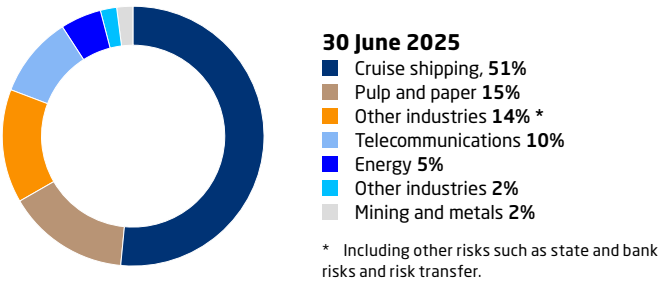 30 June 2025
Cruise shipping, 51%
Pulp and paper 15%
Other industries 14% *
Telecommunications 10%
Energy 5%
Other industries 2%
Mining and metals 2%
* Including other risks such as state and bank
risks and risk transfer.